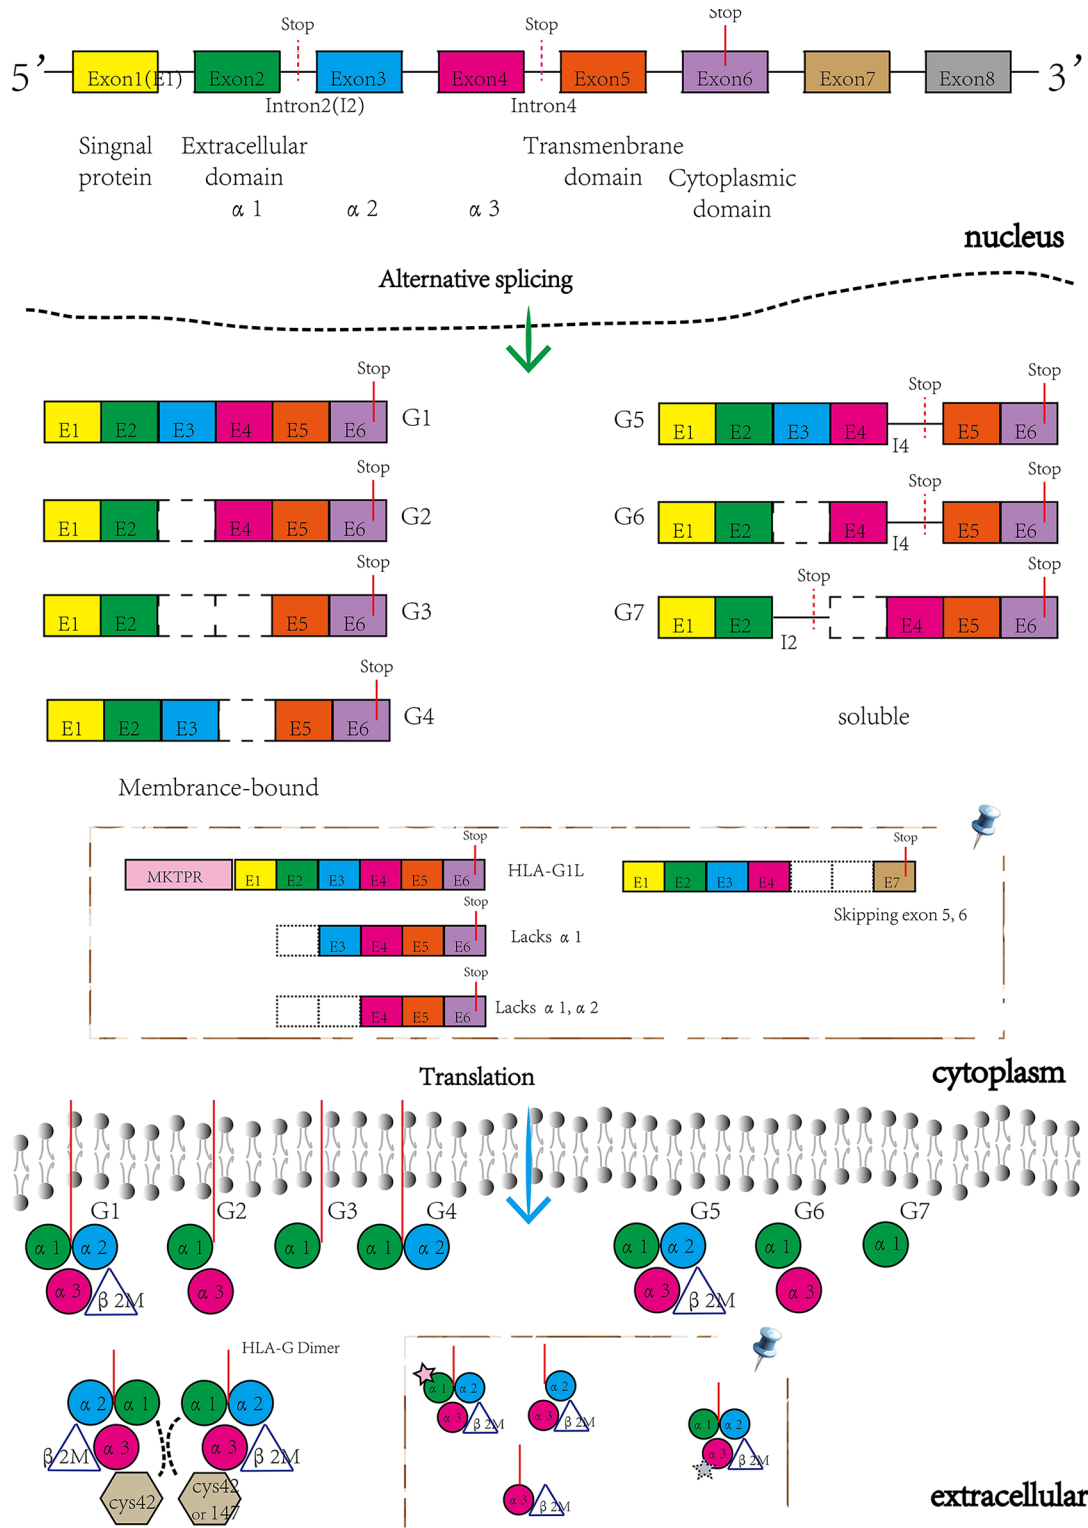 Stop
Stop
Stop
5’
Exon1(E1)
Exon2
Exon3
Exon4
Exon5
Exon6
Exon7
Exon8
3’
Intron2(I2)
Intron4
Singnal
protein
Extracellular
domain
Transmenbrane
domain
Cytoplasmic
domain
α 1
α 2
α 3
nucleus
Alternative splicing
Stop
E1 E2 E3 E4 E5 E6
G1
Stop
E1 E2 E4 E5 E6
G2
Stop
E1 E2 E5 E6
G3
Stop
E1 E2 E3 E5 E6
G4
Membrance-bound
Stop
Stop
G5
E1 E2 E3 E4 I4 E5 E6
Stop
Stop
G6
E1 E2 E4 I4 E5 E6
Stop
Stop
G7
E1 E2 I2 E4 E5 E6
soluble
Stop
MKTPR E1 E2 E3 E4 E5 E6
HLA-G1L
Stop
E3 E4 E5 E6
Lacks α 1
Stop
E4 E5 E6
Lacks α 1, α 2
Stop
E1 E2 E3 E4 E7
Skipping exon 5, 6
cytoplasm
Translation
G1
α 1 α 2
α 3 β 2M
G2
α 1
α 3
G3
α 1
G4
α 1 α 2
G5
α 1 α 2
α 3 β 2M
G6
α 1
α 3
G7
α 1
HLA-G Dimer
α 2 α 1
β 2M α 3
cys42
α 1 α 2
α 3 β 2M
cys42
or 147
α 1 α 2
α 3 β 2M
α 2
α 3 β 2M
α 3 β 2M
α 1 α 2
α 3 β 2M
extracellular